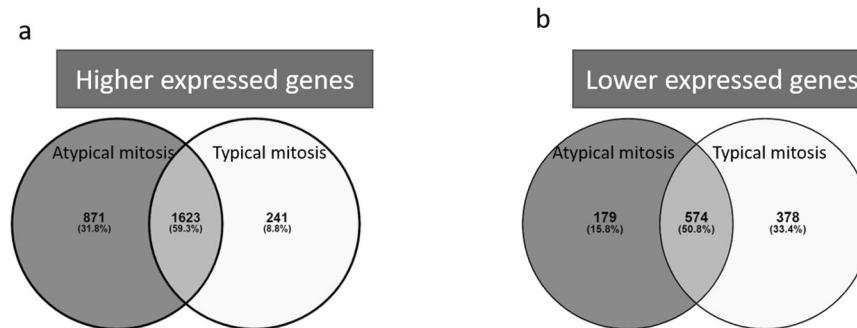 a
Higher expressed genes
Atypical mitosis
Typical mitosis
871
(31.8%)
1623
(59.3%)
241
(8.8%)
b
Lower expressed genes
Atypical mitosis
Typical mitosis
179
(15.8%)
574
(50.8%)
378
(33.4%)